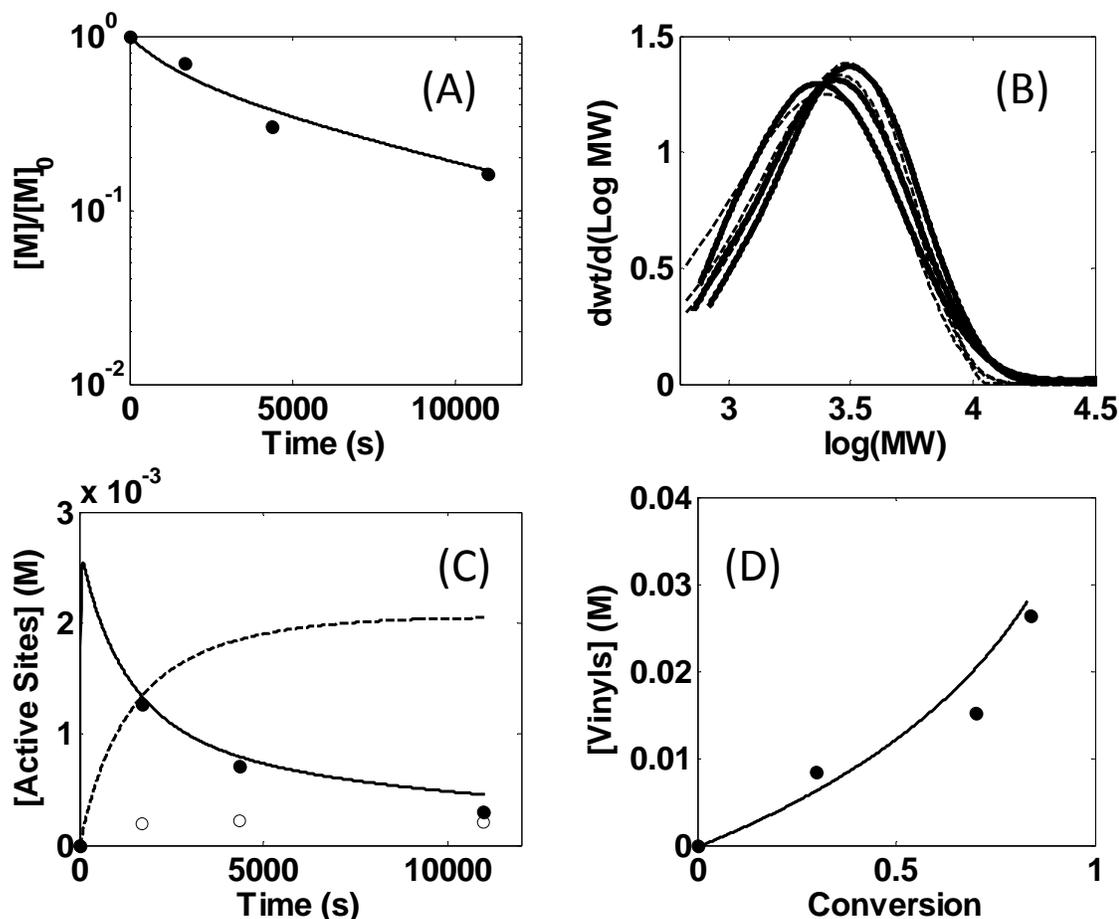 10^0
10^-1
10^-2
[M]/[M]_0
(A)
0 5000 10000
Time (s)
1.5
1
0.5
0
dwt/d(Log MW)
(B)
3 3.5 4 4.5
log(MW)
x 10^-3
3
2
1
0
[Active Sites] (M)
(C)
0 5000 10000
Time (s)
0.04
0.03
0.02
0.01
0
[Vinyls] (M)
(D)
0 0.5 1
Conversion